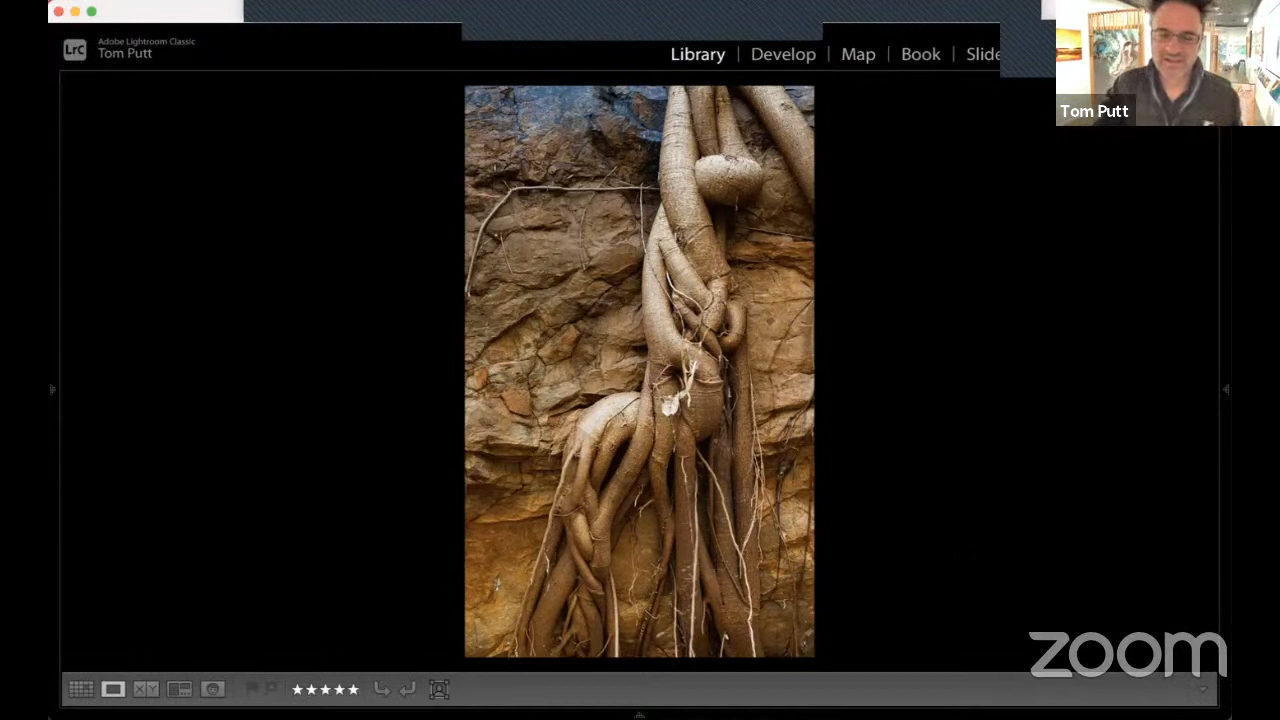 LrC
Adobe Lightroom Classic
Tom Putt
Library | Develop | Map | Book | Slide
Tom Putt
X Y
zoom